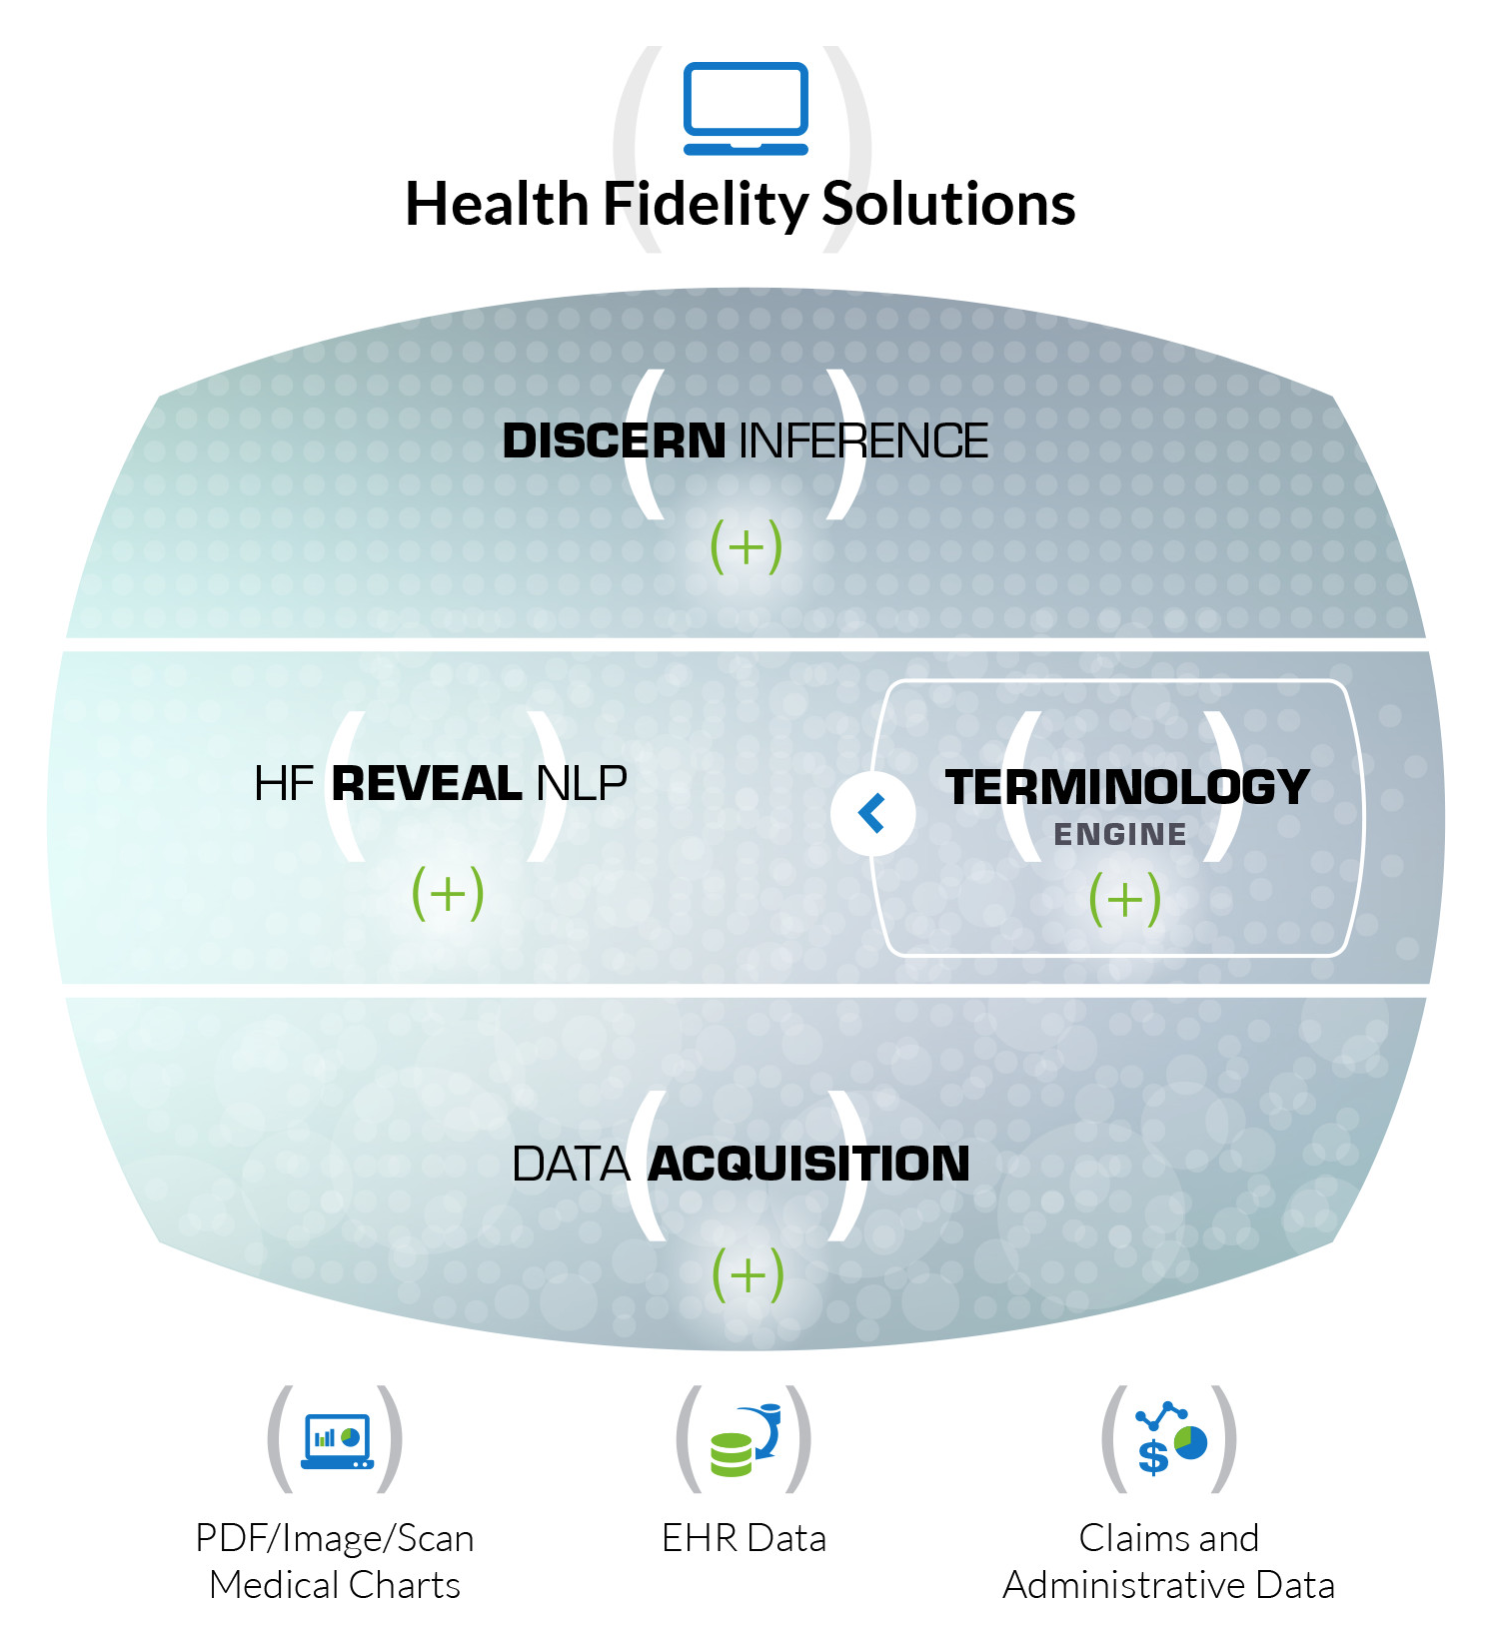 Health Fidelity Solutions
DISCERN INFERENCE
(+)
HF REVEAL NLP
(+)
TERMINOLOGY
ENGINE
(+)
DATA ACQUISITION
(+)
$
PDF/Image/Scan
Medical Charts
EHR Data
Claims and
Administrative Data